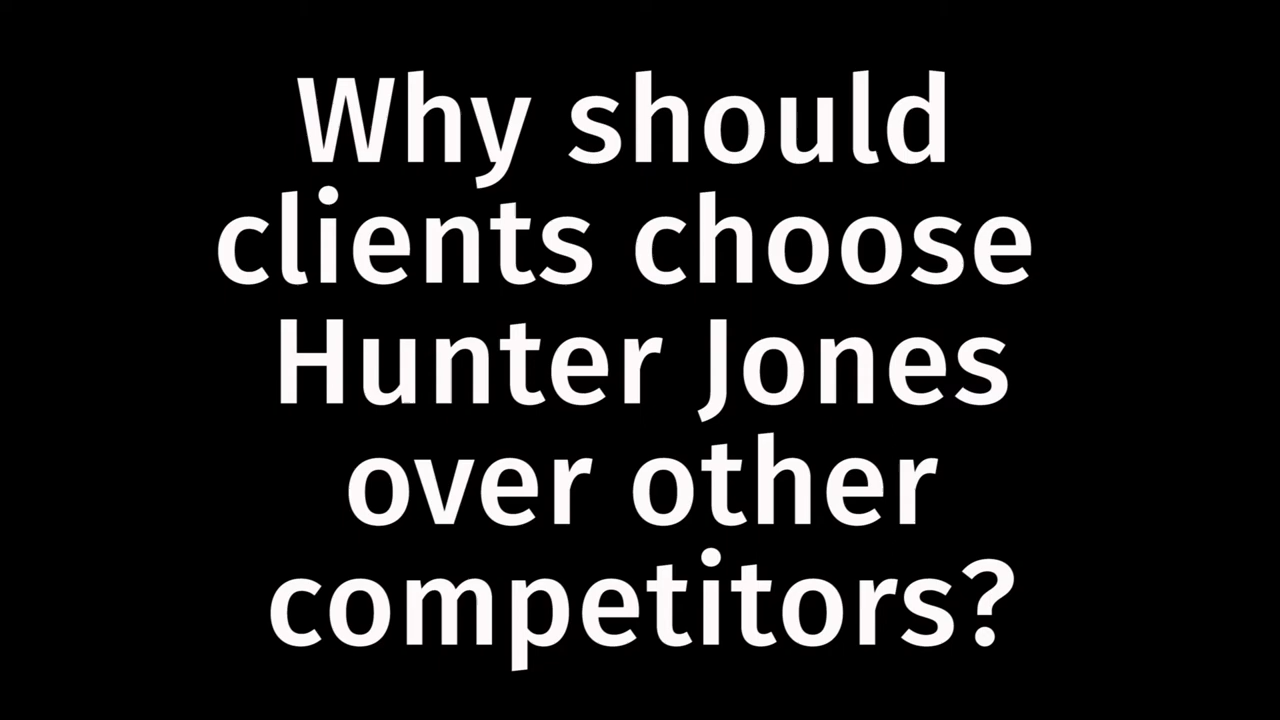 Why should
clients choose
Hunter Jones
over other
competitors?